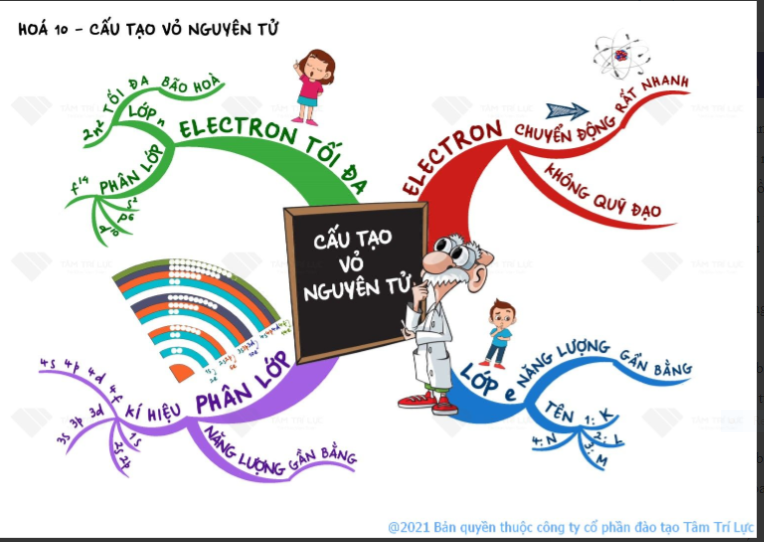 HOÁ 10 - CẤU TẠO VỎ NGUYÊN TỬ
CẤU TẠO
VỎ
NGUYÊN TỬ
ELECTRON
CHUYỂN ĐỘNG
RẤT NHANH
KHÔNG QUỸ ĐẠO
LỚP e
NĂNG LƯỢNG
GẦN BẰNG
TÊN
1: K
2: L
3: M
4: N
PHÂN LỚP
KÍ HIỆU
1s
2s 2p
3s 3p 3d
4s 4p 4d 4f
NĂNG LƯỢNG
GẦN BẰNG
ELECTRON TỐI ĐA
LỚP n
TỐI ĐA
BÃO HOÀ
2n²
PHÂN LỚP
s²
p6
d10
f14
TÂM TRÍ LỰC
@2021 Bản quyền thuộc công ty cổ phần đào tạo Tâm Trí Lực